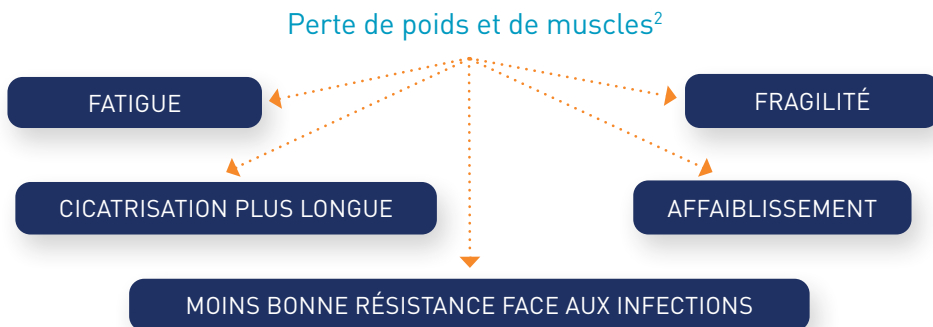 Perte de poids et de muscles²
FATIGUE
FRAGILITÉ
CICATRISATION PLUS LONGUE
AFFAIBLISSEMENT
MOINS BONNE RÉSISTANCE FACE AUX INFECTIONS